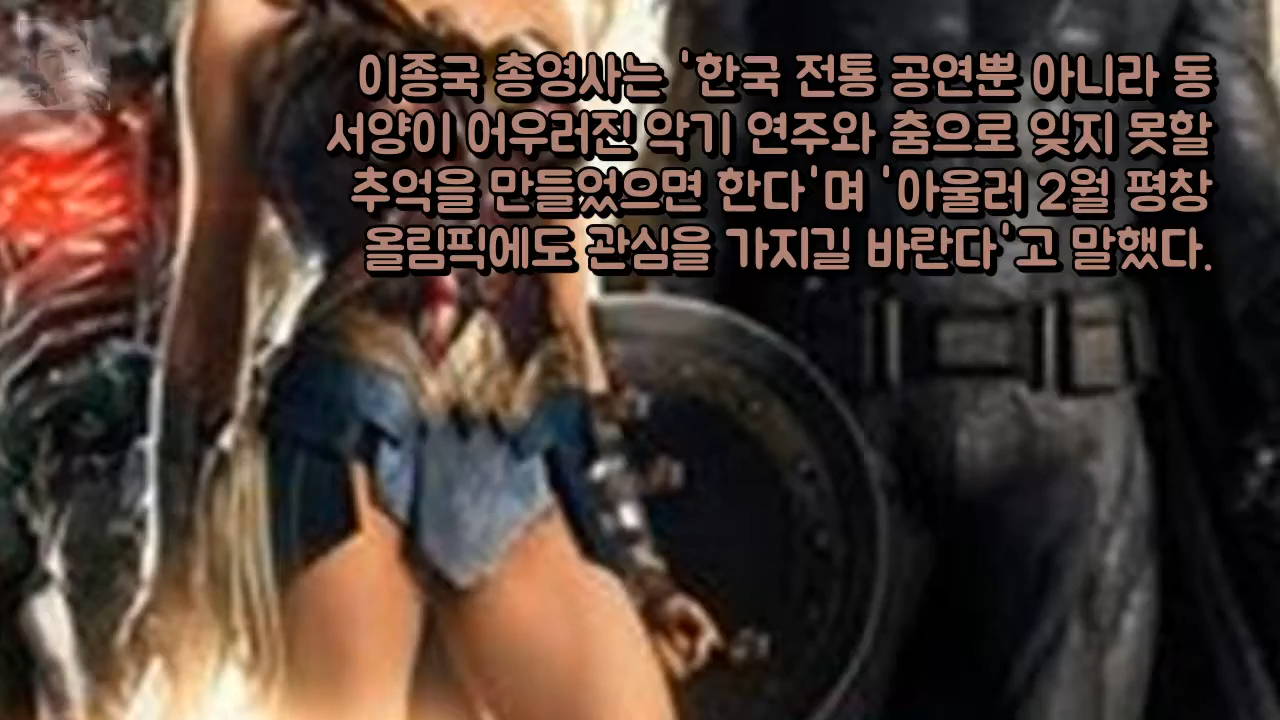 이종국 총영사는 '한국 전통 공연뿐 아니라 동
서양이 어우러진 악기 연주와 춤으로 잊지 못할
추억을 만들었으면 한다'며 '아울러 2월 평창
올림픽에도 관심을 가지길 바란다'고 말했다.